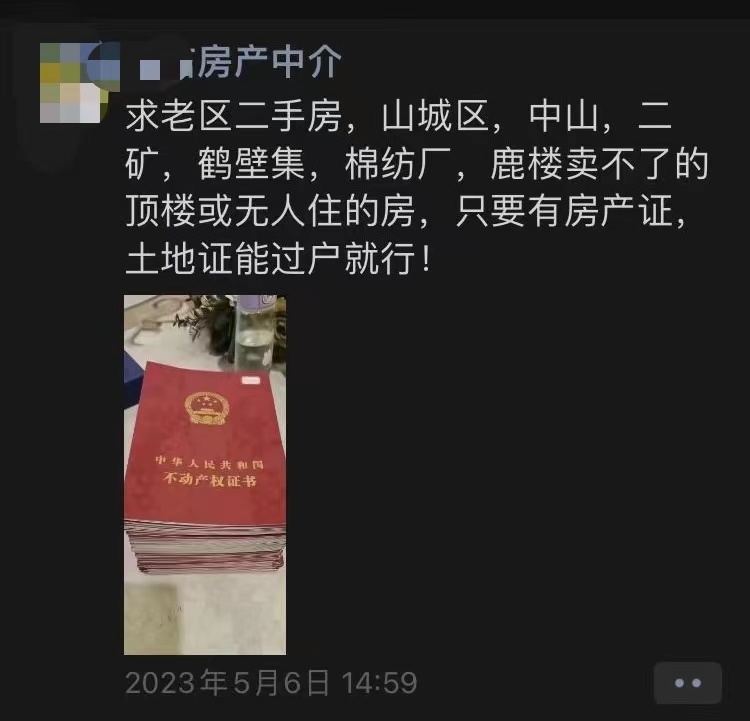 房产中介
求老区二手房，山城区，中山，二
矿，鹤壁集，棉纺厂，鹿楼卖不了的
顶楼或无人住的房，只要有房产证，
土地证能过户就行！
中华人民共和国
不动产权证书
2023年5月6日 14:59